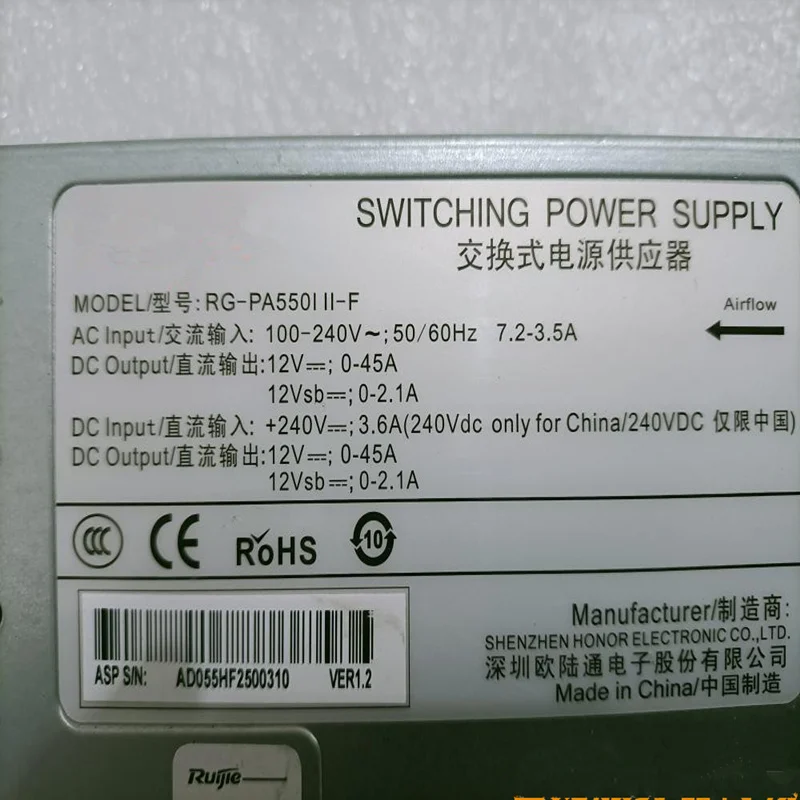 SWITCHING POWER SUPPLY
交换式电源供应器
MODEL/型号: RG-PA550I II-F
Airflow
AC Input/交流输入: 100-240V~; 50/60Hz 7.2-3.5A
DC Output/直流输出:12V⎓; 0-45A
12Vsb⎓; 0-2.1A
DC Input/直流输入: +240V⎓; 3.6A(240Vdc only for China/240VDC 仅限中国)
DC Output/直流输出:12V⎓; 0-45A
12Vsb⎓; 0-2.1A
CCC CE RoHS 10
Manufacturer/制造商:
SHENZHEN HONOR ELECTRONIC CO.,LTD.
深圳欧陆通电子股份有限公司
Made in China/中国制造
ASP S/N: AD055HF2500310 VER1.2
Ruijie